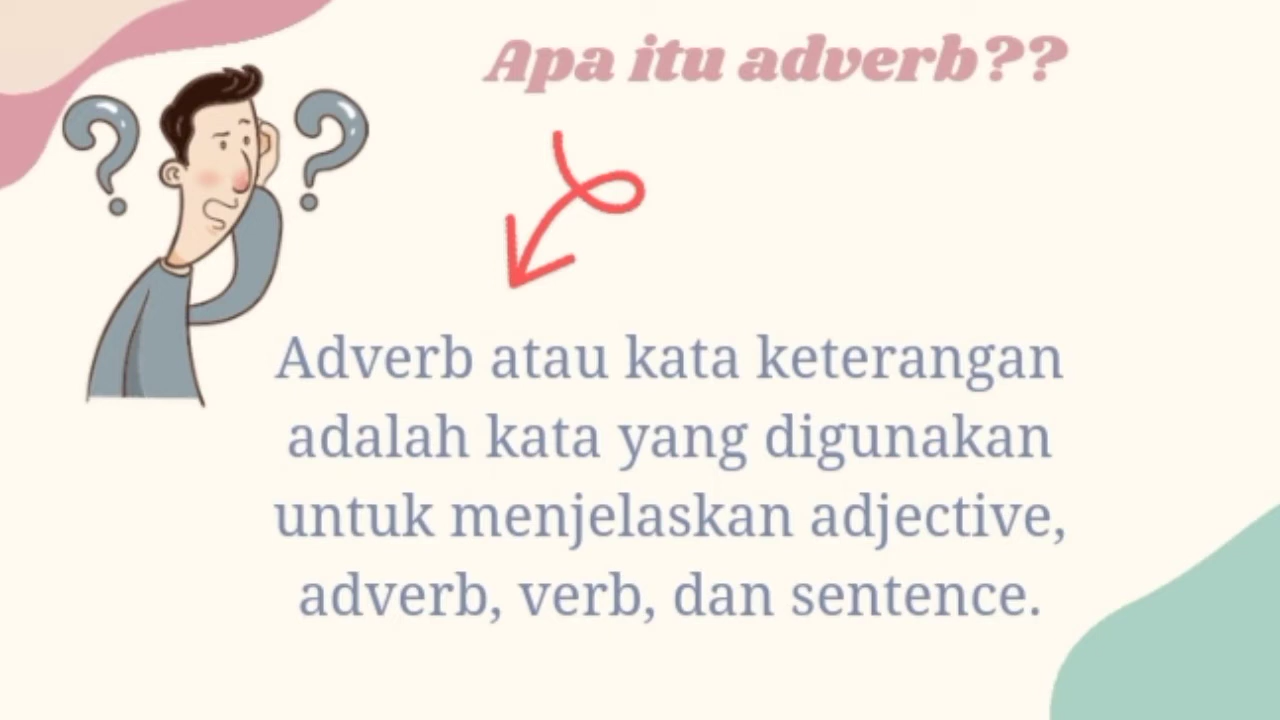 Apa itu adverb??
Adverb atau kata keterangan
adalah kata yang digunakan
untuk menjelaskan adjective,
adverb, verb, dan sentence.